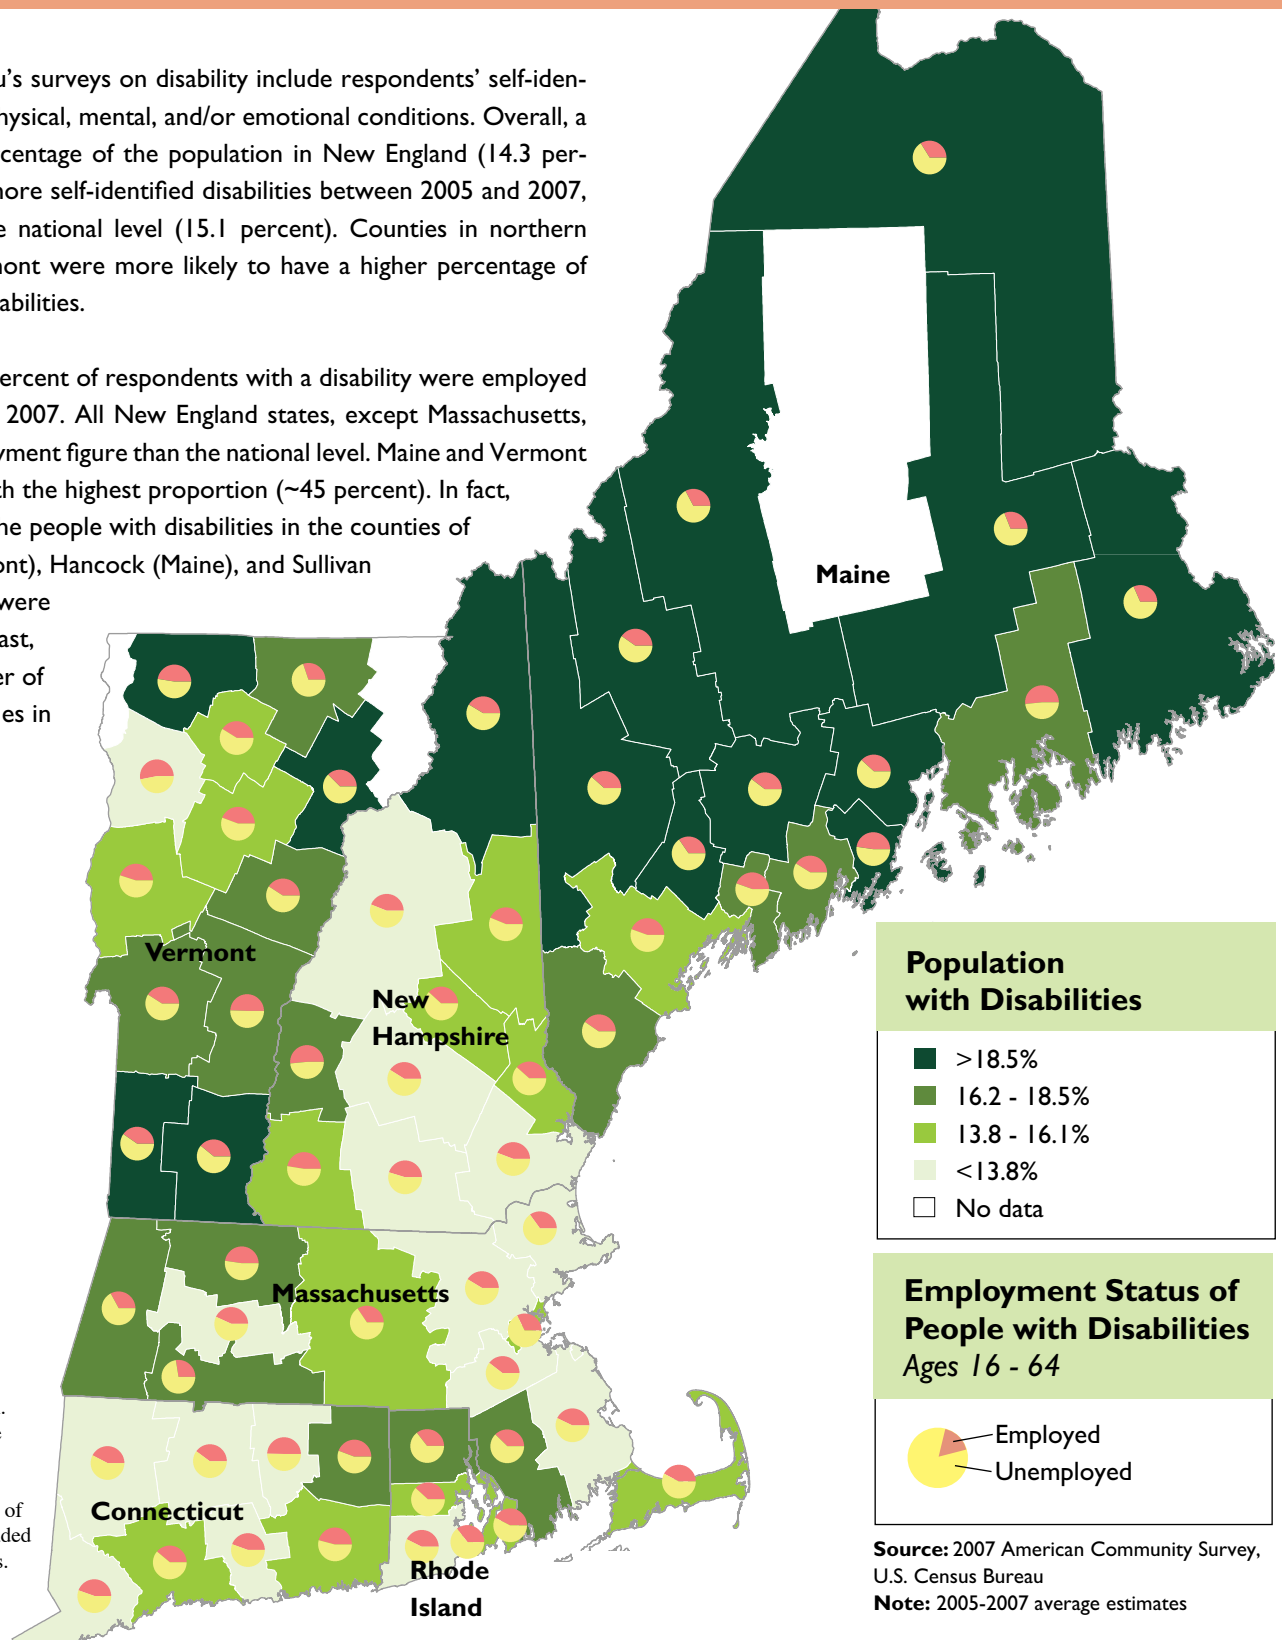 u’s surveys on disability include respondents’ self-iden-
hysical, mental, and/or emotional conditions. Overall, a
centage of the population in New England (14.3 per-
more self-identified disabilities between 2005 and 2007,
e national level (15.1 percent). Counties in northern
mont were more likely to have a higher percentage of
abilities.
percent of respondents with a disability were employed
2007. All New England states, except Massachusetts,
yment figure than the national level. Maine and Vermont
th the highest proportion (~45 percent). In fact,
he people with disabilities in the counties of
ont), Hancock (Maine), and Sullivan
were
ast,
er of
es in
Maine
Vermont
New
Hampshire
Massachusetts
Connecticut
Rhode
Island
of
ded
s.
Population
with Disabilities
>18.5%
16.2 - 18.5%
13.8 - 16.1%
<13.8%
No data
Employment Status of
People with Disabilities
Ages 16 - 64
Employed
Unemployed
Source: 2007 American Community Survey,
U.S. Census Bureau
Note: 2005-2007 average estimates